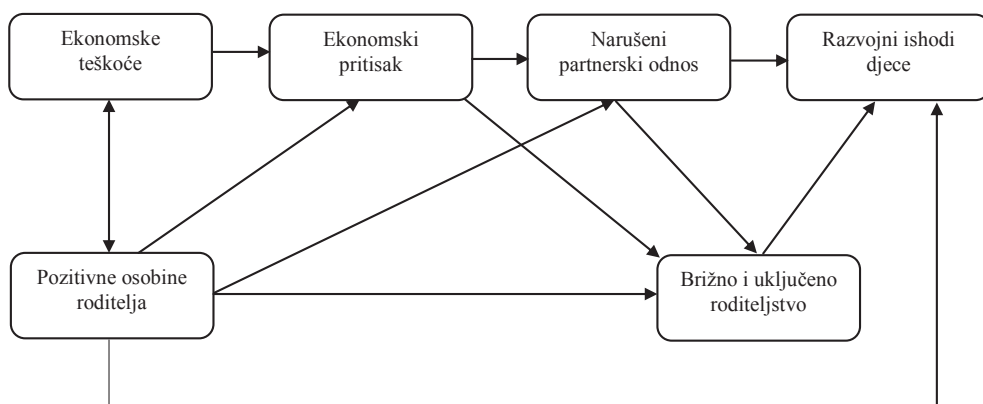 Ekonomske
teškoće
Ekonomski
pritisak
Narušeni
partnerski odnos
Razvojni ishodi
djece
Pozitivne osobine
roditelja
Brižno i uključeno
roditeljstvo